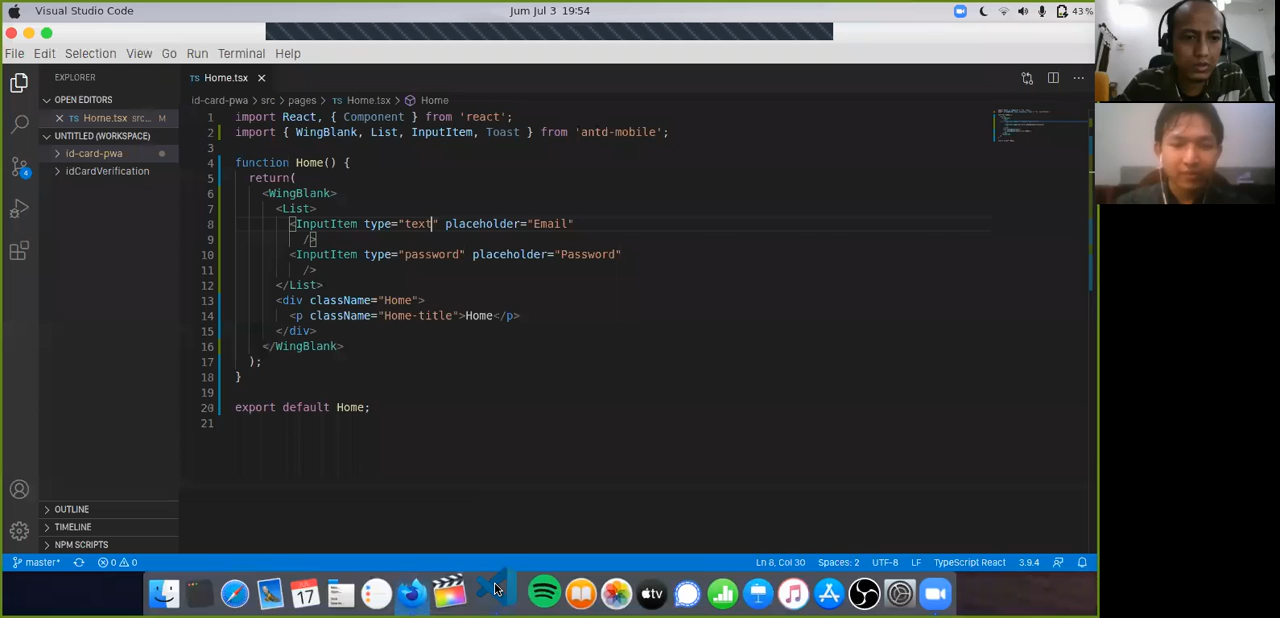 Visual Studio Code
Jum Jul 3 19:54
43%
File Edit Selection View Go Run Terminal Help
EXPLORER
OPEN EDITORS
Home.tsx src... M
UNTITLED (WORKSPACE)
id-card-pwa
idCardVerification
4
OUTLINE
TIMELINE
NPM SCRIPTS
Home.tsx
id-card-pwa > src > pages > Home.tsx > Home
1 import React, { Component } from 'react';
2 import { WingBlank, List, InputItem, Toast } from 'antd-mobile';
3
4 function Home() {
5 return(
6 <WingBlank>
7 <List>
8 <InputItem type="text" placeholder="Email"
9 />
10 <InputItem type="password" placeholder="Password"
11 />
12 </List>
13 <div className="Home">
14 <p className="Home-title">Home</p>
15 </div>
16 </WingBlank>
17 );
18 }
19
20 export default Home;
21
master* 0 0 Ln 8, Col 30 Spaces: 2 UTF-8 LF TypeScript React 3.9.4
17
tv